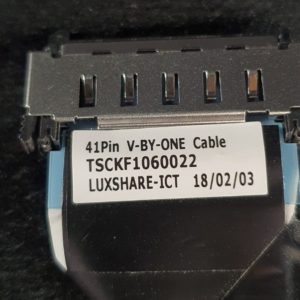 41Pin V-BY-ONE Cable
TSCKF1060022
LUXSHARE-ICT 18/02/03